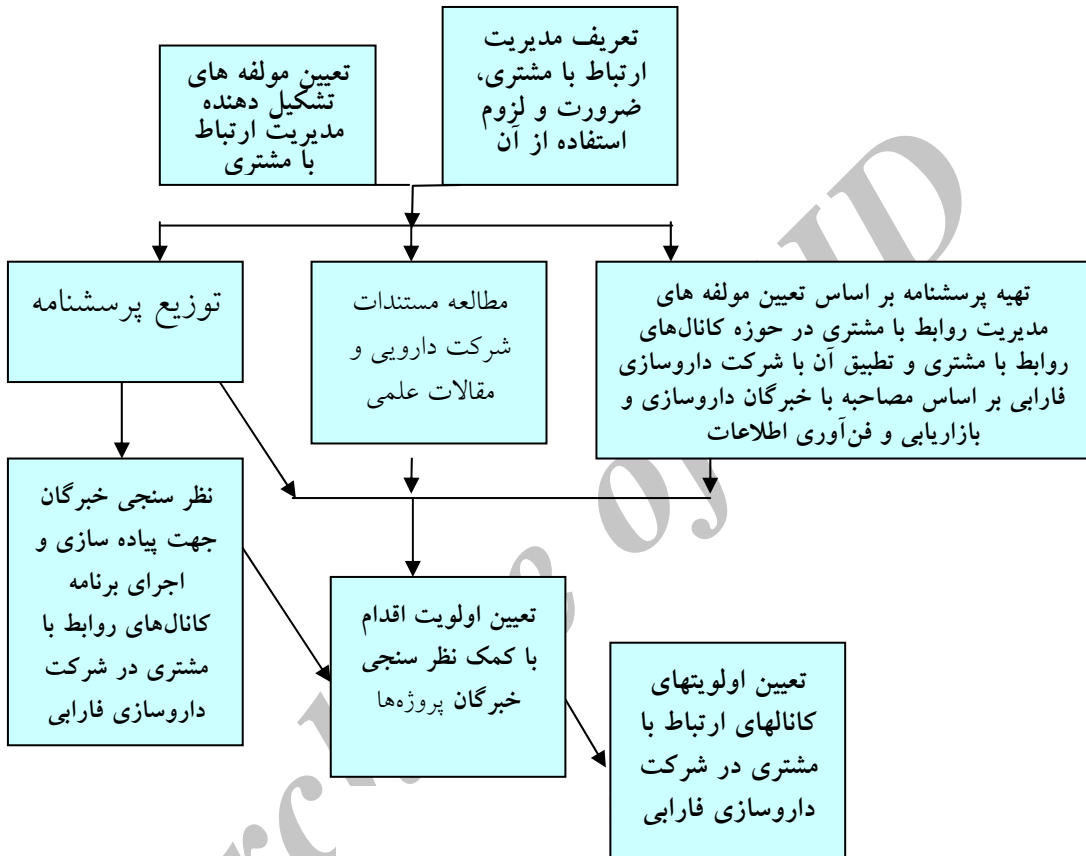 تعریف مدیریت
ارتباط با مشتری،
ضرورت و لزوم
استفاده از آن
تعیین مولفه های
تشکیل دهنده
مدیریت ارتباط
با مشتری
تهیه پرسشنامه بر اساس تعیین مولفه های
مدیریت روابط با مشتری در حوزه کانال‌های
روابط با مشتری و تطبیق آن با شرکت داروسازی
فارابی بر اساس مصاحبه با خبرگان داروسازی و
بازاریابی و فن‌آوری اطلاعات
مطالعه مستندات
شرکت دارویی و
مقالات علمی
توزیع پرسشنامه
نظر سنجی خبرگان
جهت پیاده سازی و
اجرای برنامه
کانال‌های روابط با
مشتری در شرکت
داروسازی فارابی
تعیین اولویت اقدام
با کمک نظر سنجی
خبرگان پروژه‌ها
تعیین اولویتهای
کانالهای ارتباط با
مشتری در شرکت
داروسازی فارابی